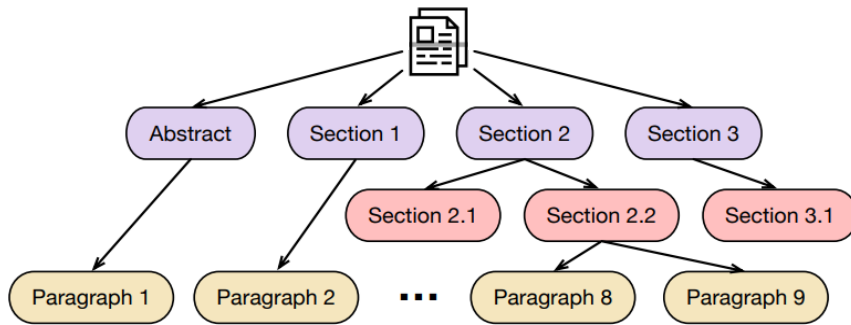 Abstract
Section 1
Section 2
Section 3
Section 2.1
Section 2.2
Section 3.1
Paragraph 1
Paragraph 2
...
Paragraph 8
Paragraph 9